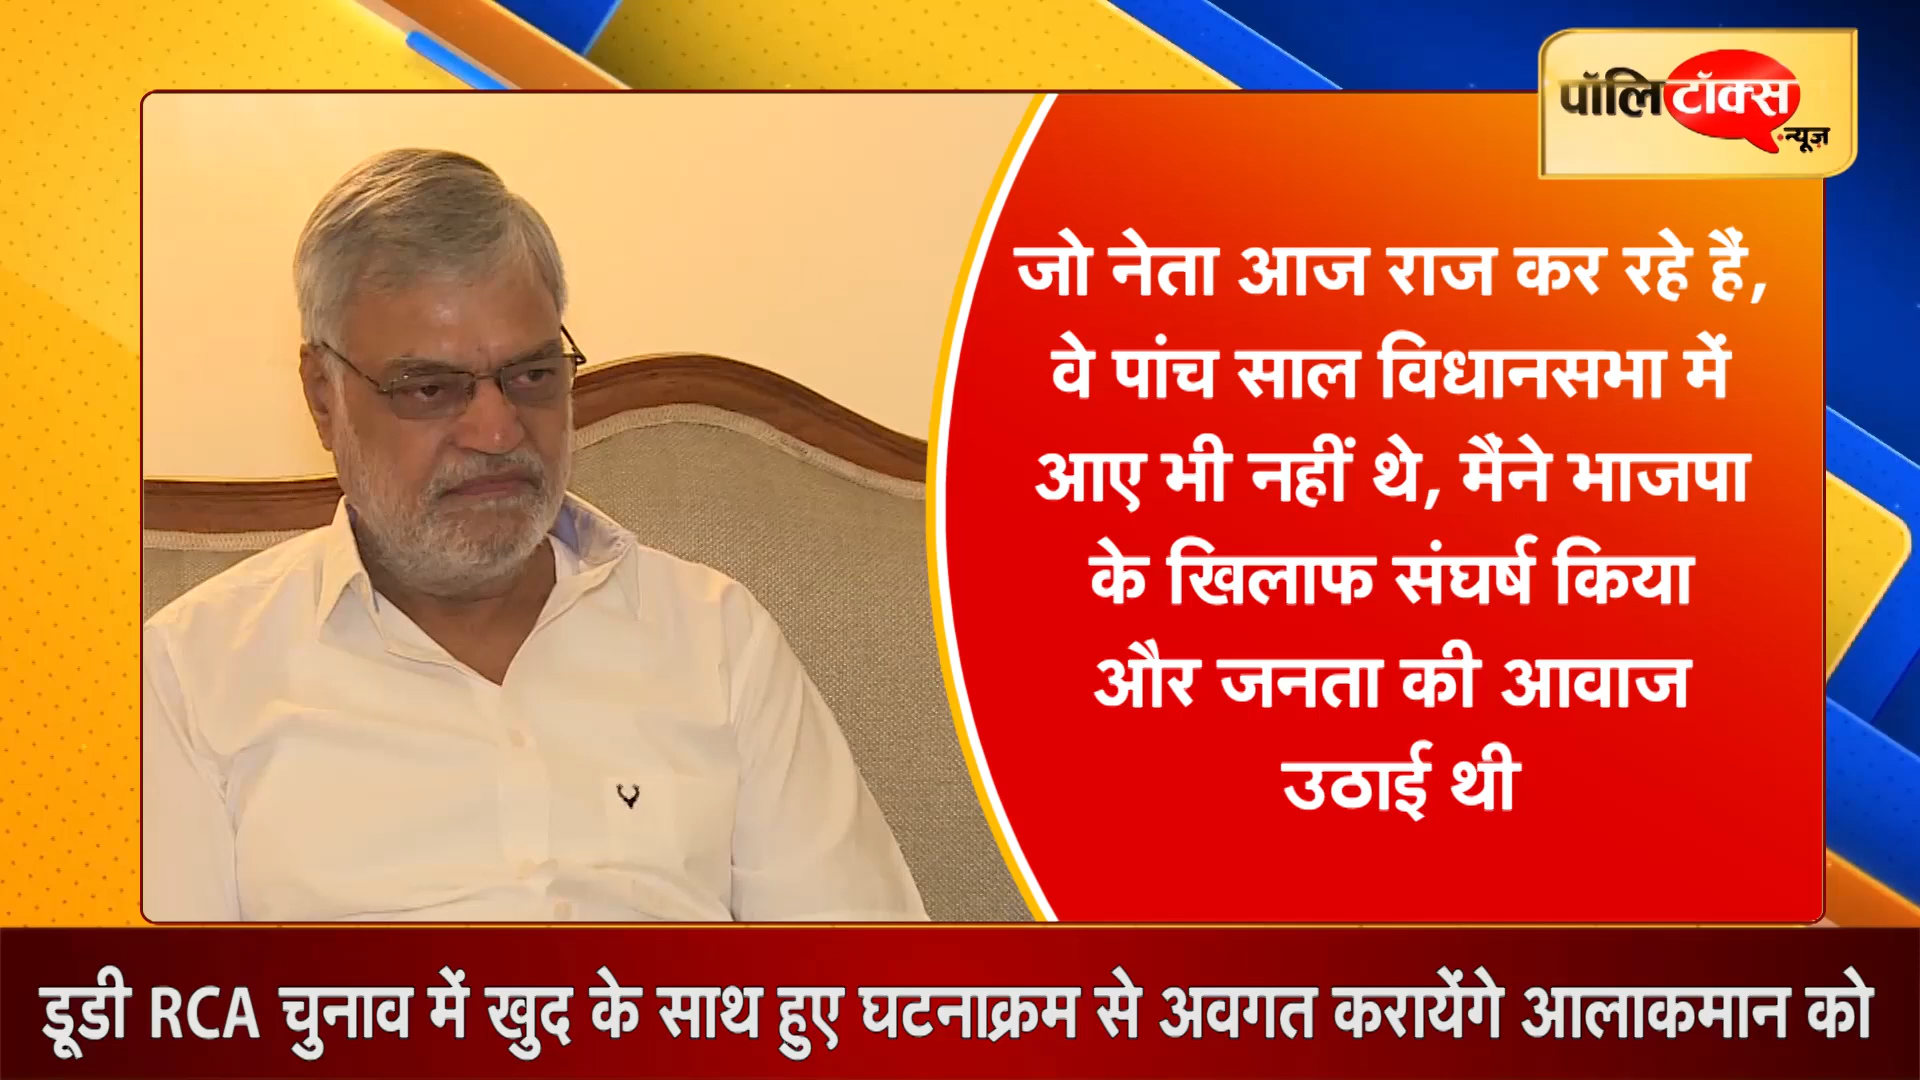 पॉलिटॉक्स
न्यूज़
जो नेता आज राज कर रहे हैं,
वे पांच साल विधानसभा में
आए भी नहीं थे, मैंने भाजपा
के खिलाफ संघर्ष किया
और जनता की आवाज
उठाई थी
डूडी RCA चुनाव में खुद के साथ हुए घटनाक्रम से अवगत करायेंगे आलाकमान को